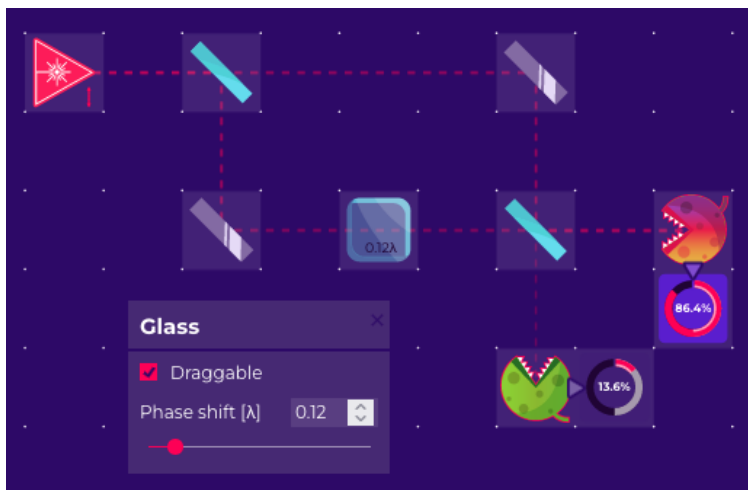 0.12λ
86.4%
Glass ×
Draggable
Phase shift [λ] 0.12
13.6%